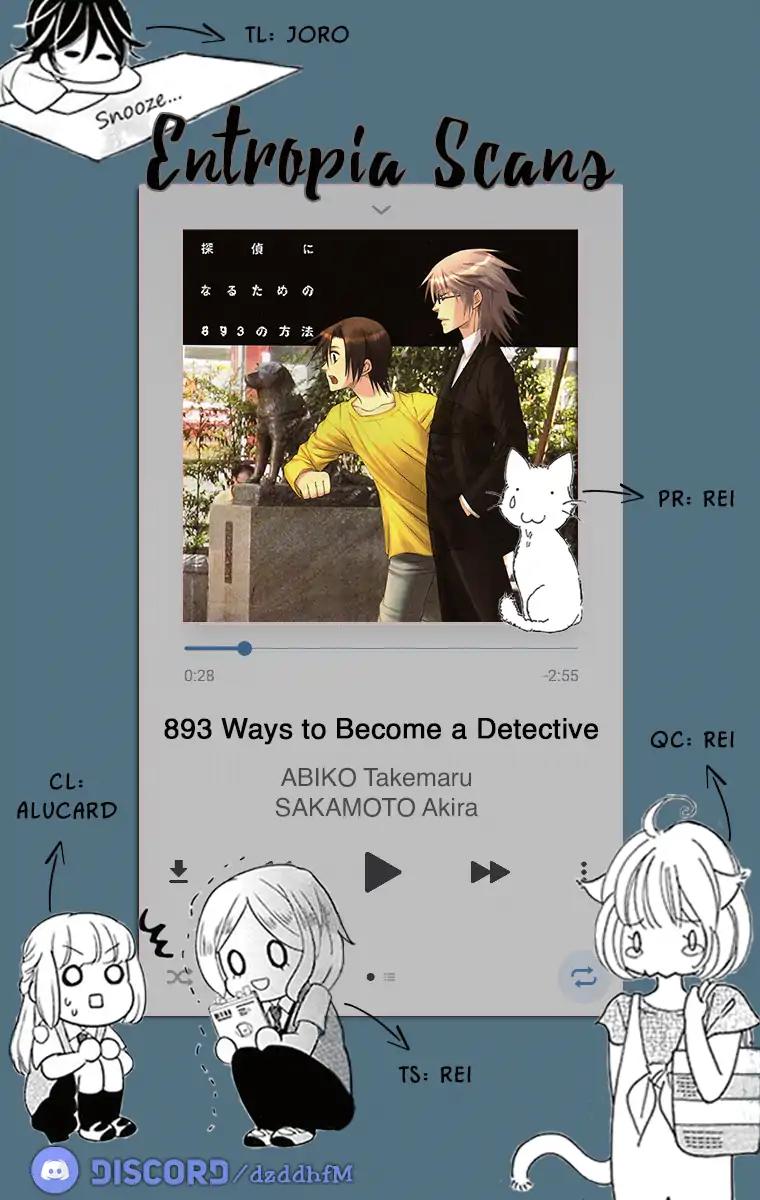 TL: JORO
Snooze...
Entropia Scans
探偵に
なるための
893の方法
PR: REI
0:28
-2:55
893 Ways to Become a Detective
QC: REI
ABIKO Takemaru
SAKAMOTO Akira
CL:
ALUCARD
TS: REI
DISCORD/dzddhfM